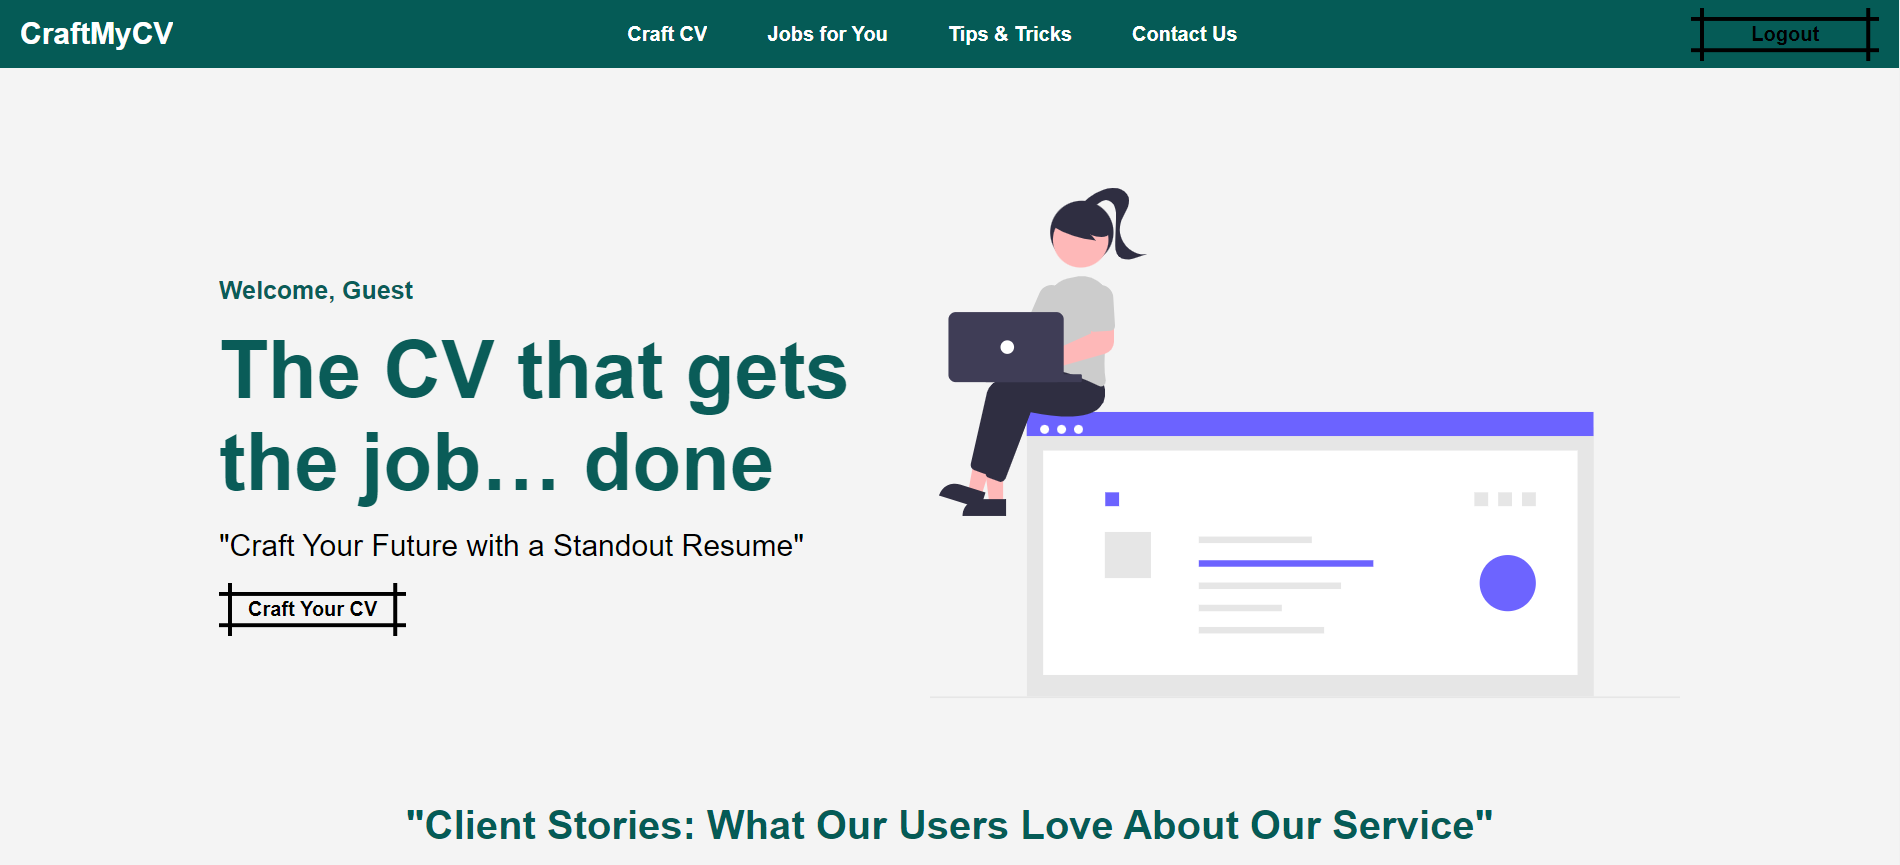 CraftMyCV
Craft CV
Jobs for You
Tips & Tricks
Contact Us
Logout
Welcome, Guest
The CV that gets
the job... done
"Craft Your Future with a Standout Resume"
Craft Your CV
"Client Stories: What Our Users Love About Our Service"